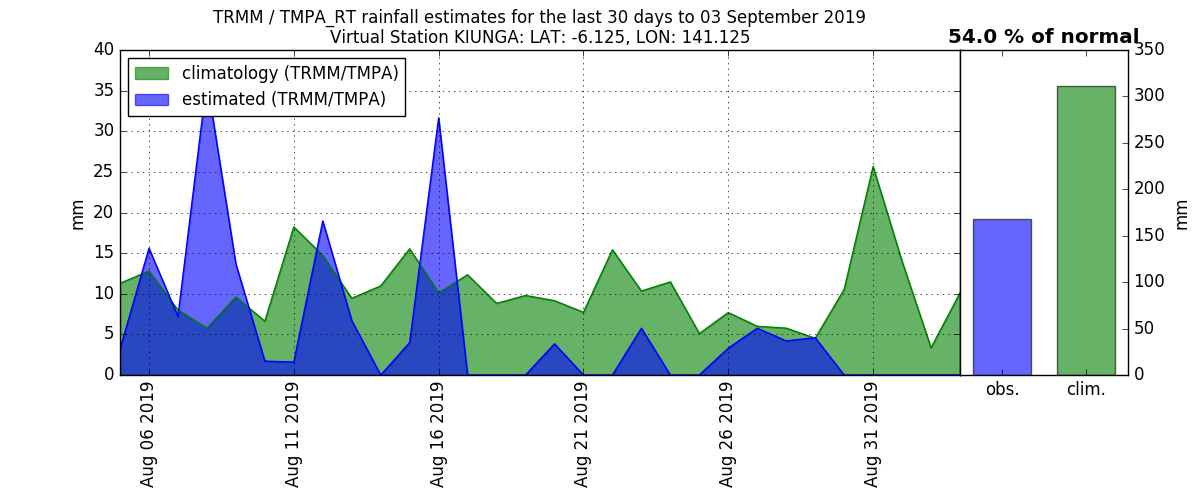 TRMM / TMPA_RT rainfall estimates for the last 30 days to 03 September 2019
Virtual Station KIUNGA: LAT: -6.125, LON: 141.125
54.0 % of normal
climatology (TRMM/TMPA)
estimated (TRMM/TMPA)
mm
40
35
30
25
20
15
10
5
0
Aug 06 2019
Aug 11 2019
Aug 16 2019
Aug 21 2019
Aug 26 2019
Aug 31 2019
350
300
250
200
150
100
50
0
mm
obs.
clim.